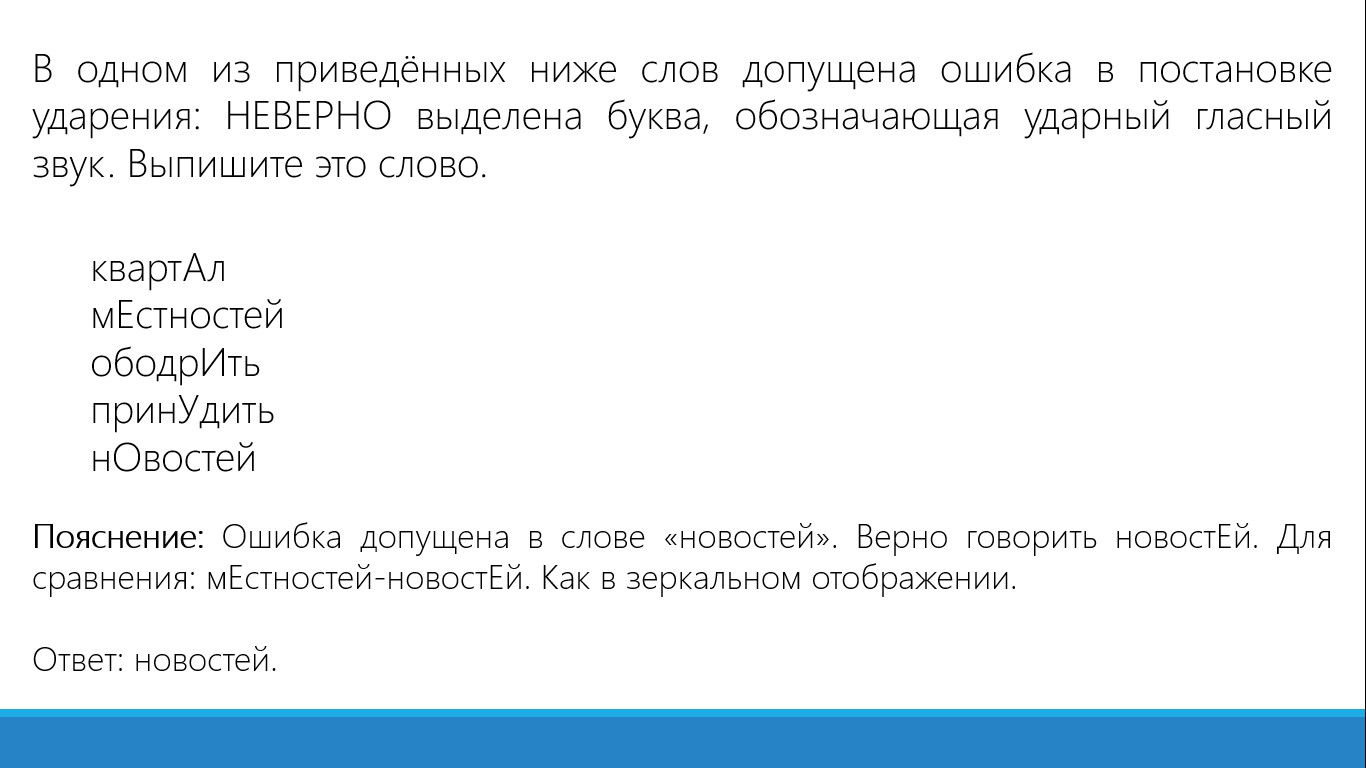 В одном из приведённых ниже слов допущена ошибка в постановке
ударения: НЕВЕРНО выделена буква, обозначающая ударный гласный
звук. Выпишите это слово.
квартАл
мЕстностей
ободрИть
принУдить
нОвостей
Пояснение: Ошибка допущена в слове «новостей». Верно говорить новостЕй. Для
сравнения: мЕстностей-новостЕй. Как в зеркальном отображении.
Ответ: новостей.